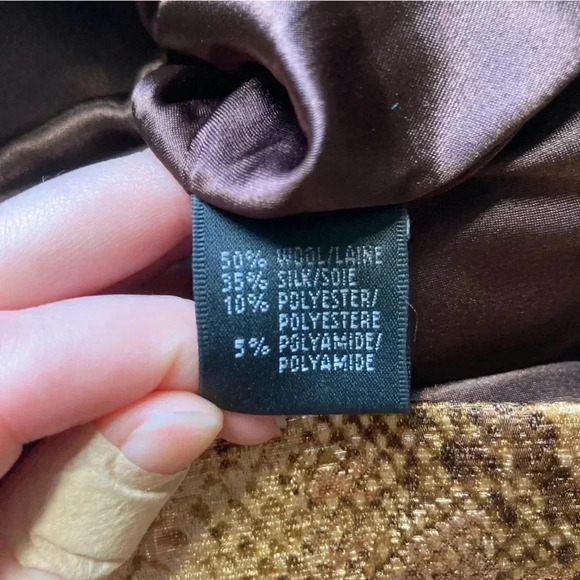 50% WOOL/LAINE
35% SILK/SOIE
10% POLYESTER/
POLYESTERE
5% POLYAMIDE/
POLYAMIDE